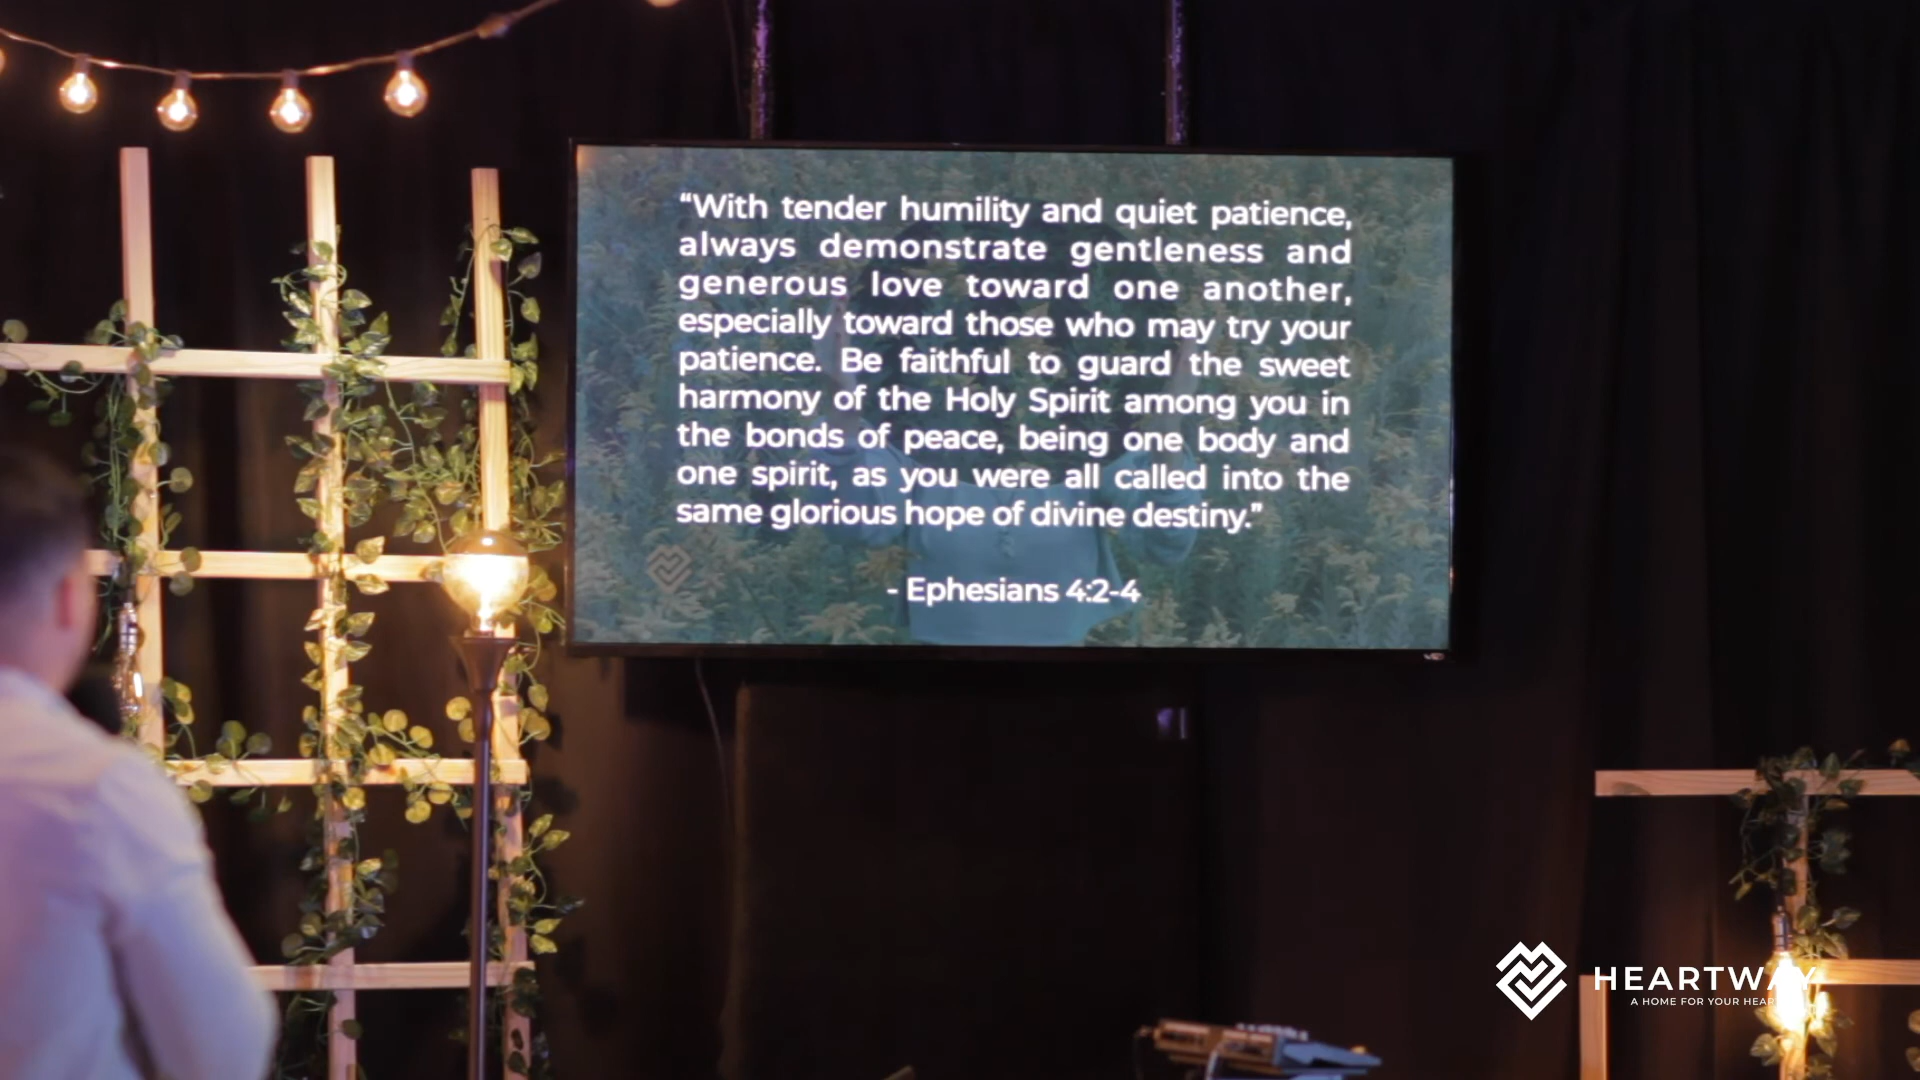 “With tender humility and quiet patience,
always demonstrate gentleness and
generous love toward one another,
especially toward those who may try your
patience. Be faithful to guard the sweet
harmony of the Holy Spirit among you in
the bonds of peace, being one body and
one spirit, as you were all called into the
same glorious hope of divine destiny.”
- Ephesians 4:2-4
HEARTWAY
A HOME FOR YOUR HEART